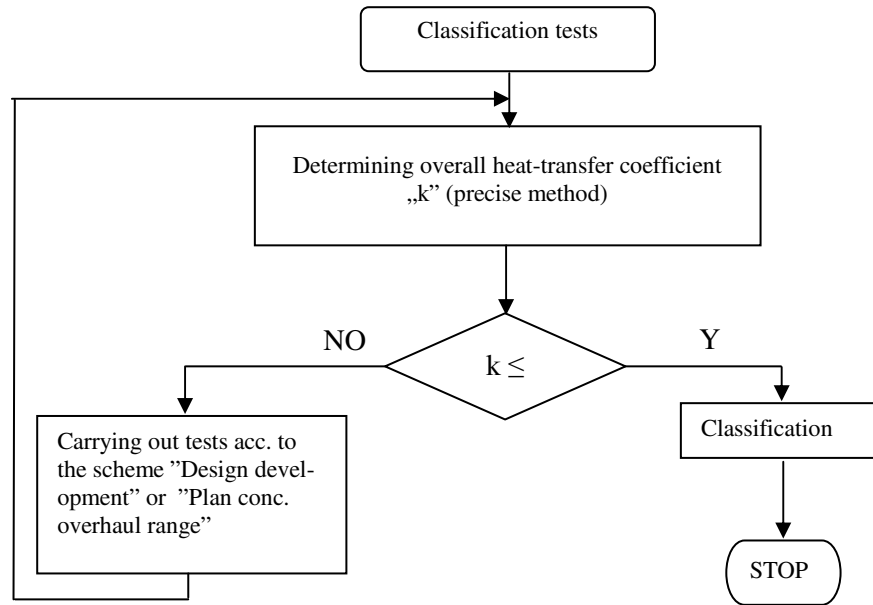 Classification tests
Determining overall heat-transfer coefficient
„k” (precise method)
NO
Y
k ≤
Carrying out tests acc. to
the scheme ”Design devel-
opment” or ”Plan conc.
overhaul range”
Classification
STOP